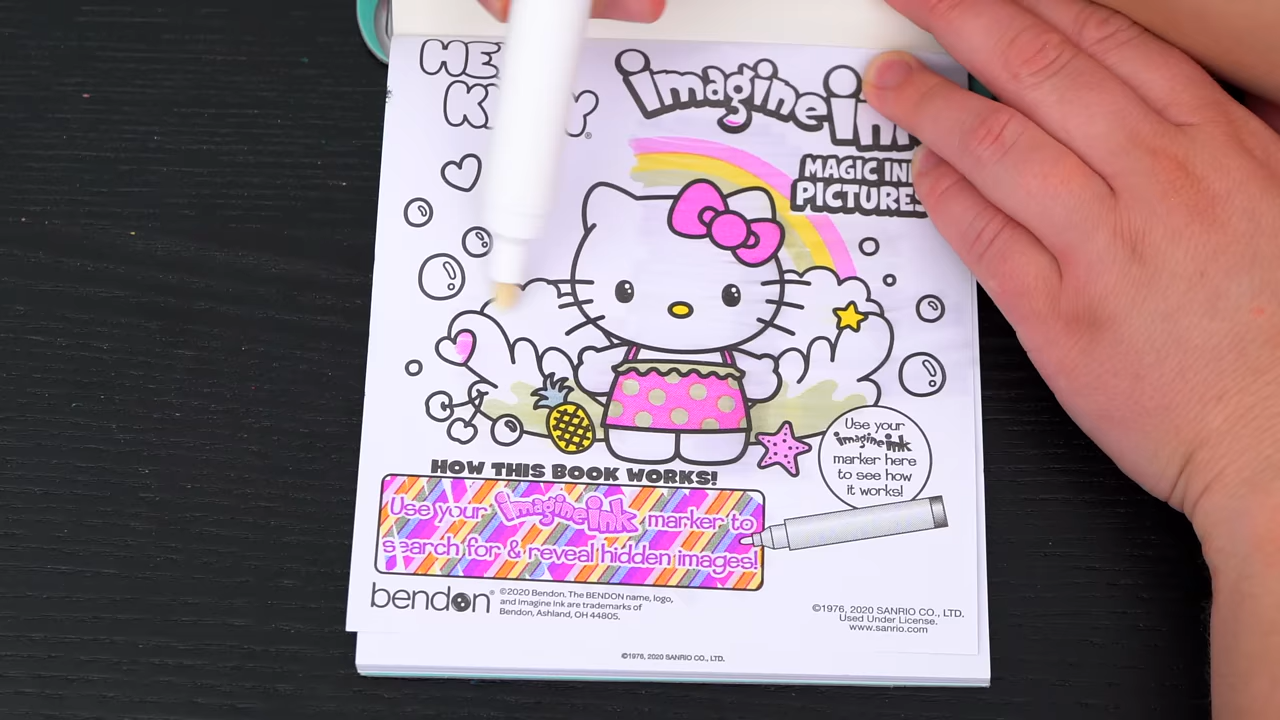 imagine
MAGIC
PICTURES
Use your
imagine ink
marker here
to see how
it works!
HOW THIS BOOK WORKS!
Use your imagine ink marker to
search for & reveal hidden images!
bendon®
©2020 Bendon. The BENDON name, logo,
and Imagine Ink are trademarks of
Bendon, Ashland, OH 44805.
©1976, 2020 SANRIO CO., LTD.
Used Under License.
www.sanrio.com
©1976, 2020 SANRIO CO., LTD.